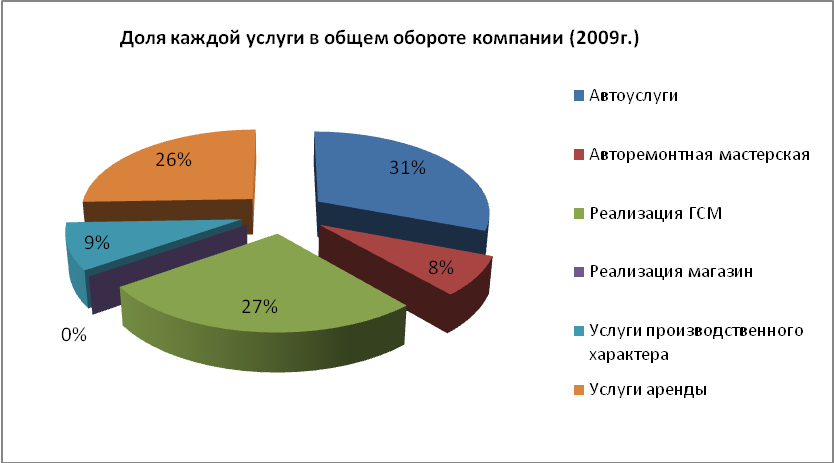 Доля каждой услуги в общем обороте компании (2009г.)
Автоуслуги
Авторемонтная мастерская
Реализация ГСМ
Реализация магазин
Услуги производственного
характера
Услуги аренды
26%
31%
9%
8%
27%
0%